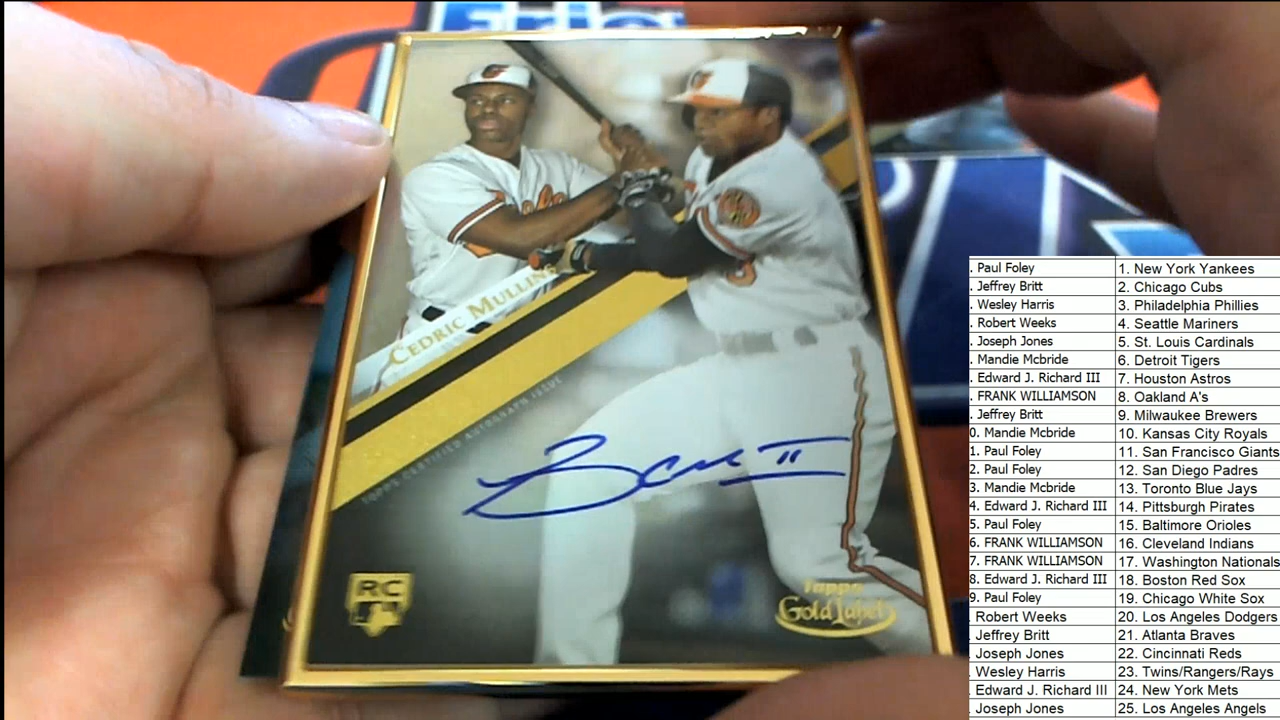 CEDRIC MULLINS
TOPPS CERTIFIED AUTOGRAPH ISSUE
RC
Topps
Gold Label
. Paul Foley 1. New York Yankees
. Jeffrey Britt 2. Chicago Cubs
. Wesley Harris 3. Philadelphia Phillies
. Robert Weeks 4. Seattle Mariners
. Joseph Jones 5. St. Louis Cardinals
. Mandie Mcbride 6. Detroit Tigers
. Edward J. Richard III 7. Houston Astros
. FRANK WILLIAMSON 8. Oakland A's
. Jeffrey Britt 9. Milwaukee Brewers
0. Mandie Mcbride 10. Kansas City Royals
1. Paul Foley 11. San Francisco Giants
2. Paul Foley 12. San Diego Padres
3. Mandie Mcbride 13. Toronto Blue Jays
4. Edward J. Richard III 14. Pittsburgh Pirates
5. Paul Foley 15. Baltimore Orioles
6. FRANK WILLIAMSON 16. Cleveland Indians
7. FRANK WILLIAMSON 17. Washington Nationals
8. Edward J. Richard III 18. Boston Red Sox
9. Paul Foley 19. Chicago White Sox
. Robert Weeks 20. Los Angeles Dodgers
. Jeffrey Britt 21. Atlanta Braves
. Joseph Jones 22. Cincinnati Reds
. Wesley Harris 23. Twins/Rangers/Rays
. Edward J. Richard III 24. New York Mets
. Joseph Jones 25. Los Angeles Angels